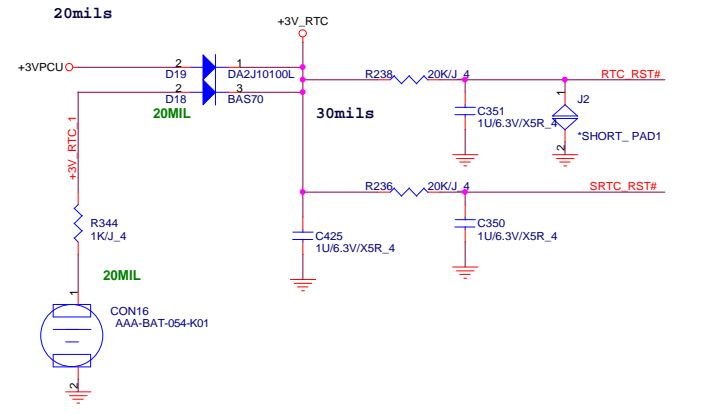 20mils
+3V_RTC
+3VPCU
2
1
D19
DA2J10100L
2
3
D18
BAS70
20MIL
30mils
R238
20K/J_4
RTC_RST#
C351
1U/6.3V/X5R_4
1
J2
*SHORT_ PAD1
2
+3V_RTC_1
R236
20K/J_4
SRTC_RST#
R344
1K/J_4
C425
1U/6.3V/X5R_4
C350
1U/6.3V/X5R_4
20MIL
1
CON16
AAA-BAT-054-K01
2